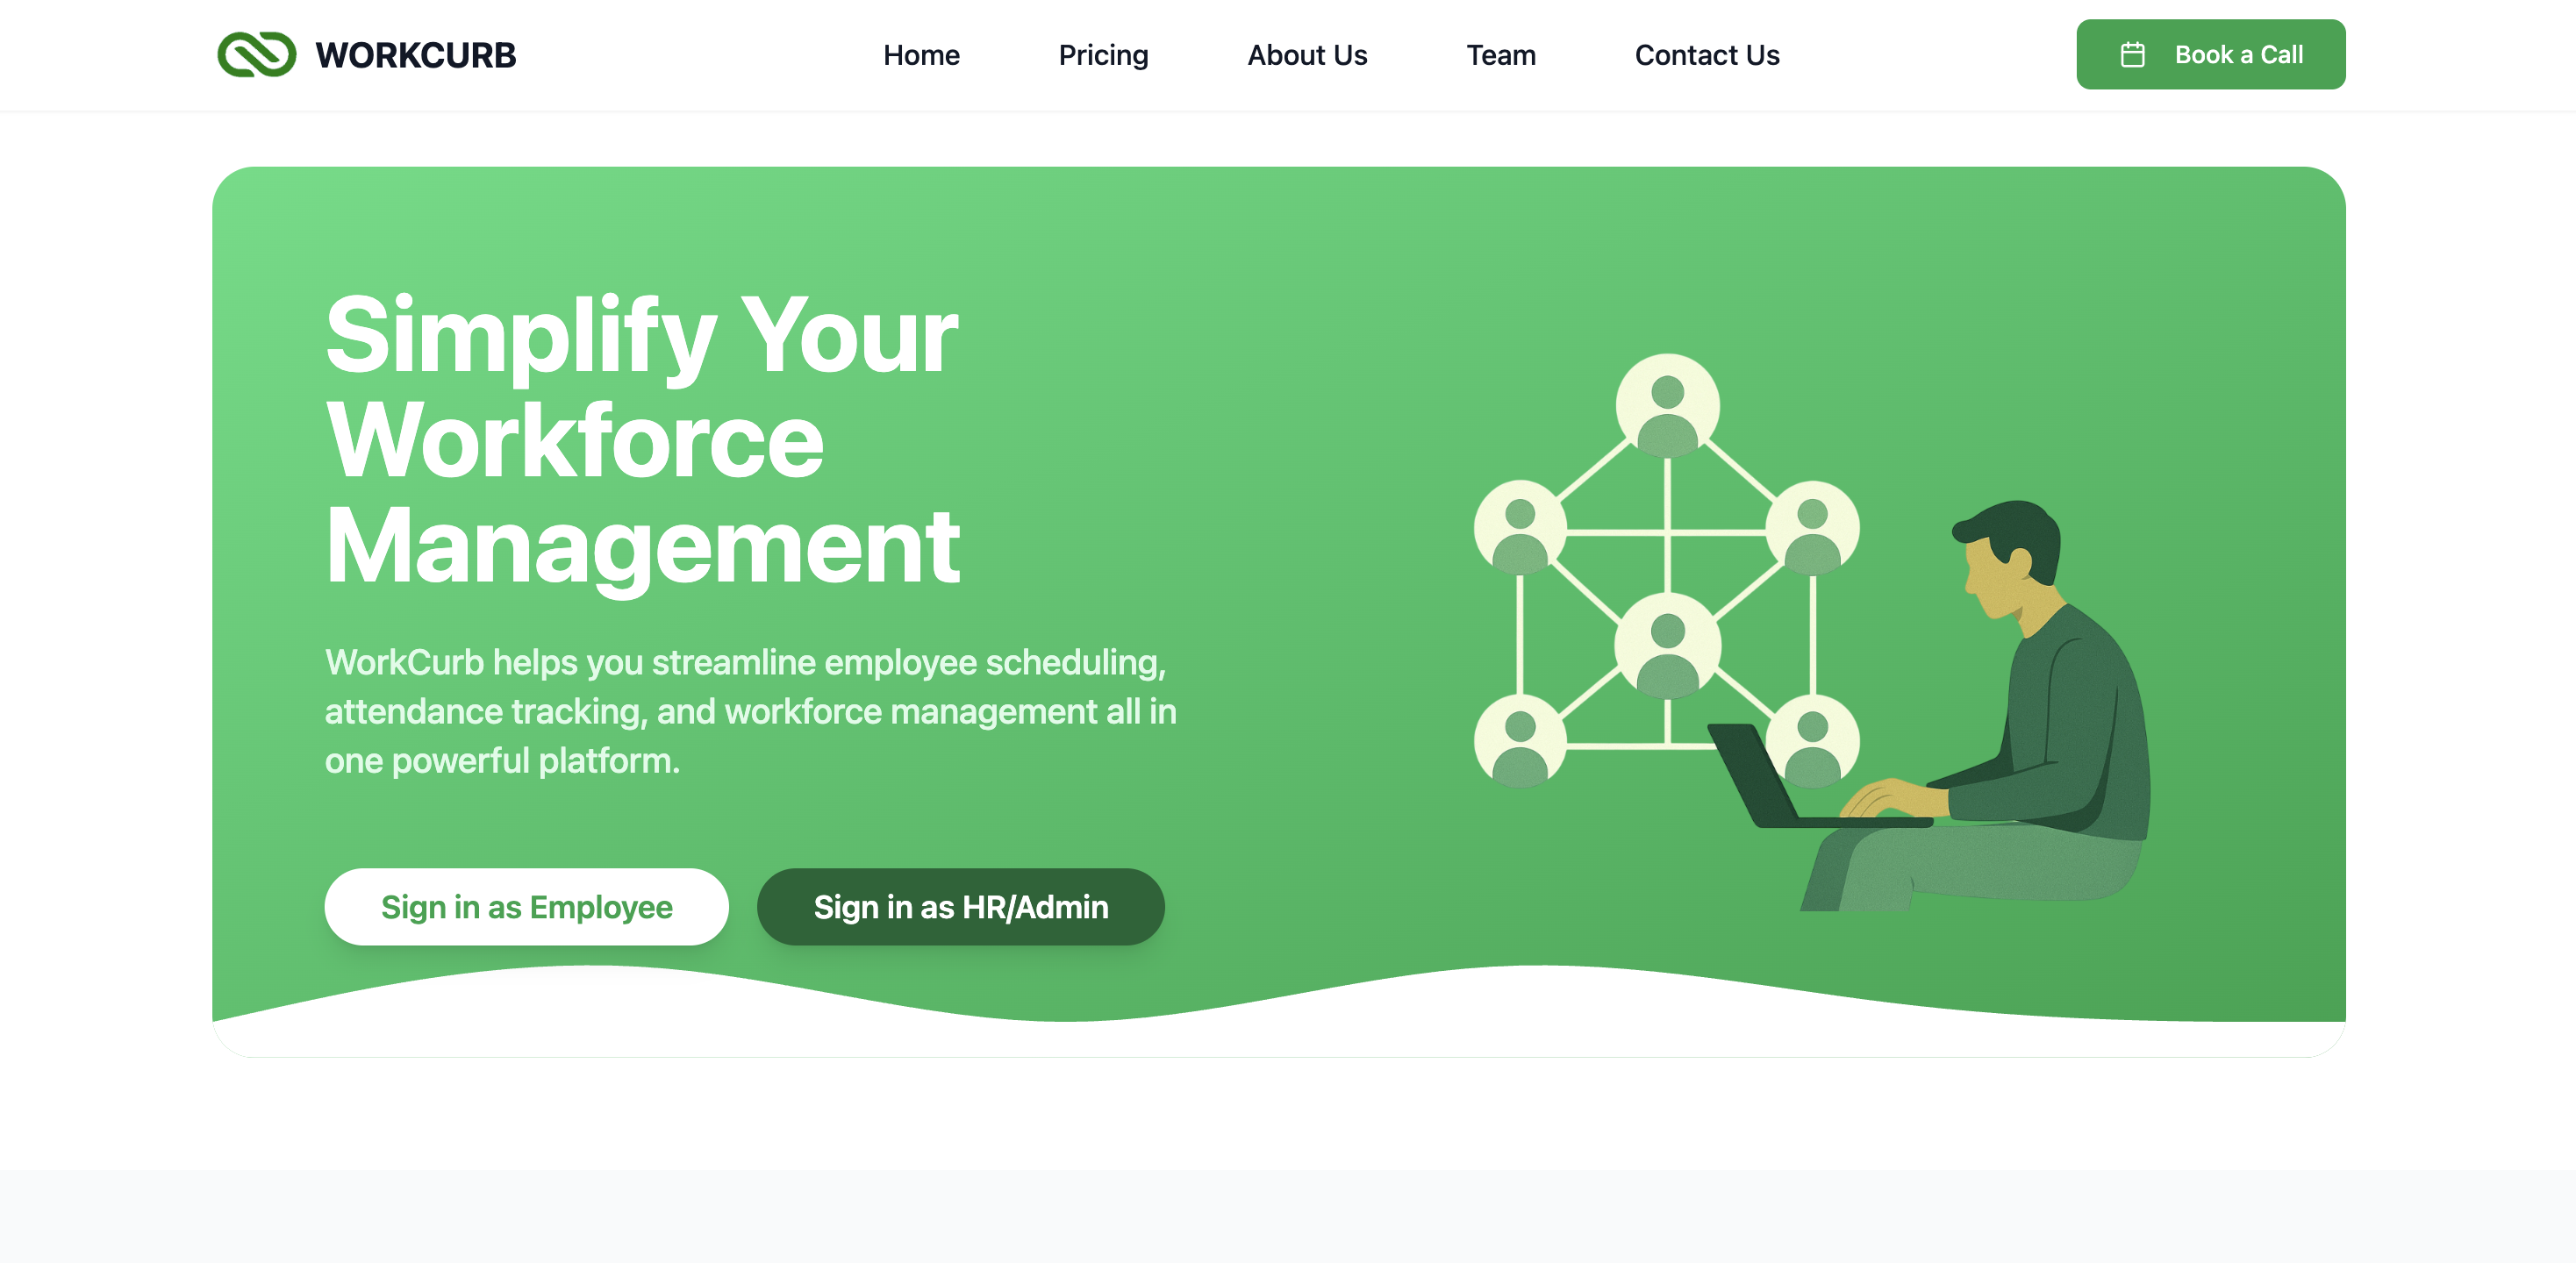 WORKCURB
Home
Pricing
About Us
Team
Contact Us
Book a Call
Simplify Your
Workforce
Management
WorkCurb helps you streamline employee scheduling,
attendance tracking, and workforce management all in
one powerful platform.
Sign in as Employee
Sign in as HR/Admin